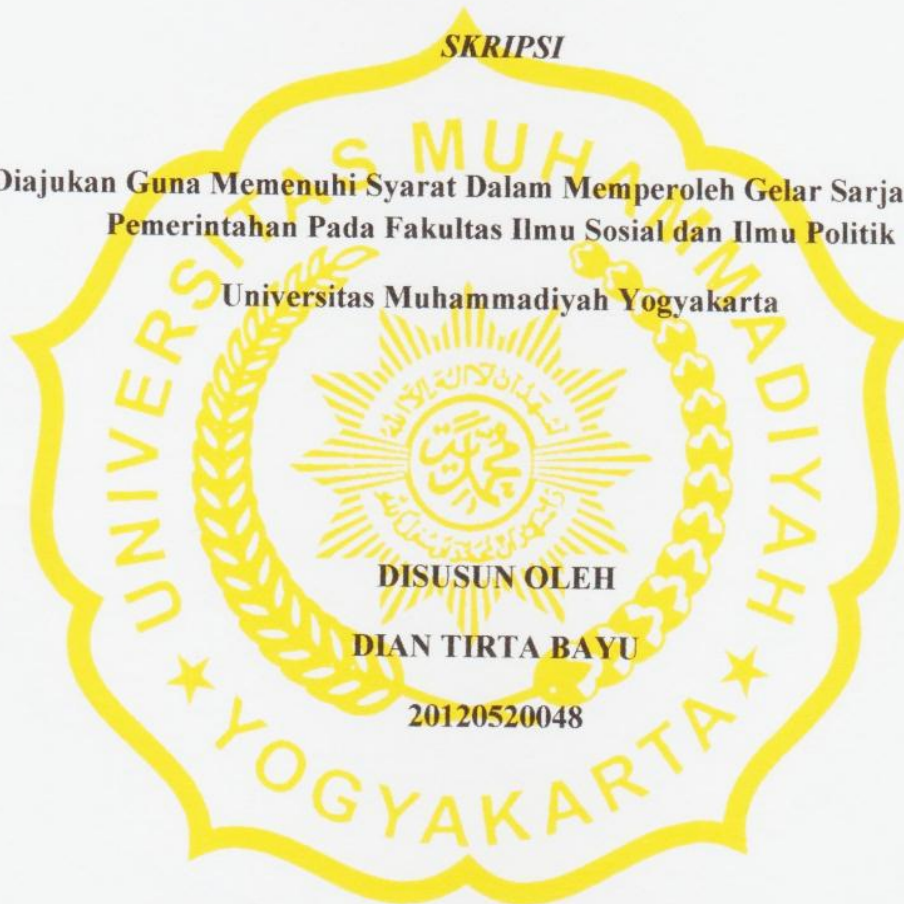 SKRIPSI
Diajukan Guna Memenuhi Syarat Dalam Memperoleh Gelar
Pemerintahan Pada Fakultas Ilmu Sosial dan Ilmu Politik
Universitas Muhammadiyah Yogyakarta
UNIVERSITAS MUHAMMADIYAH
YOGYAKARTA
DISUSUN OLEH
DIAN TIRTA BAYU
20120520048